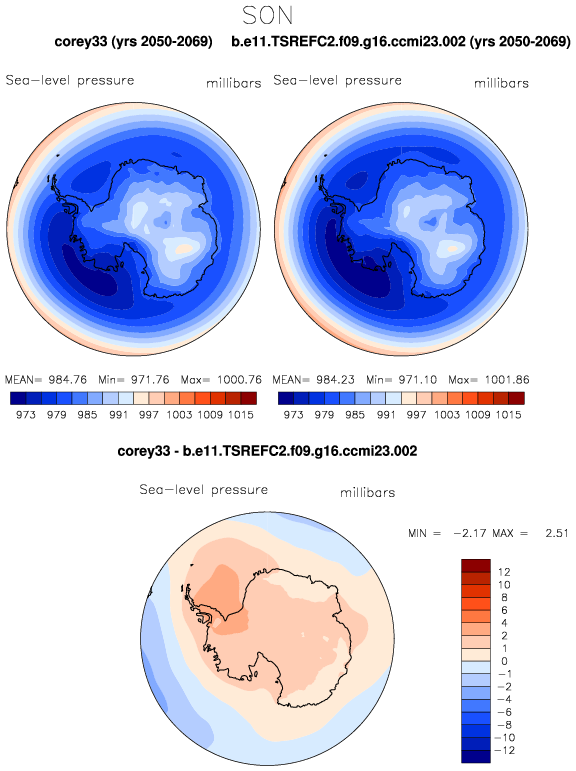 SON
corey33 (yrs 2050-2069) b.e11.TSREFC2.f09.g16.ccmi23.002 (yrs 2050-2069)
Sea-level pressure millibars Sea-level pressure millibars
MEAN= 984.76 Min= 971.76 Max= 1000.76 MEAN= 984.23 Min= 971.10 Max= 1001.86
973 979 985 991 997 1003 1009 1015 973 979 985 991 997 1003 1009 1015
corey33 - b.e11.TSREFC2.f09.g16.ccmi23.002
Sea-level pressure millibars
MIN = -2.17 MAX = 2.51
12
10
8
6
4
2
1
0
-1
-2
-4
-6
-8
-10
-12